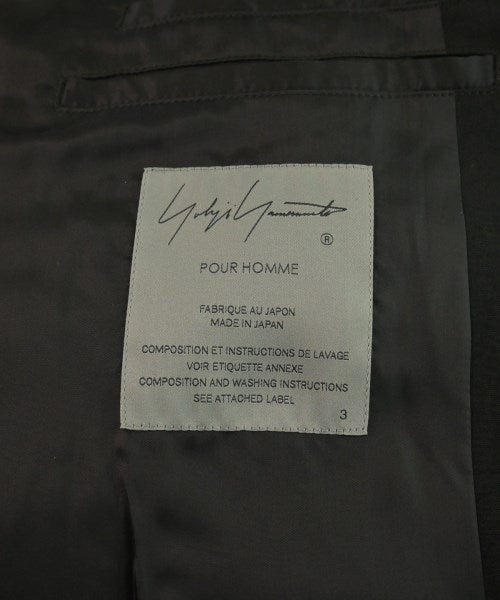 Yohji Yamamoto
®
POUR HOMME
FABRIQUE AU JAPON
MADE IN JAPAN
COMPOSITION ET INSTRUCTIONS DE LAVAGE
VOIR ETIQUETTE ANNEXE
COMPOSITION AND WASHING INSTRUCTIONS
SEE ATTACHED LABEL
3